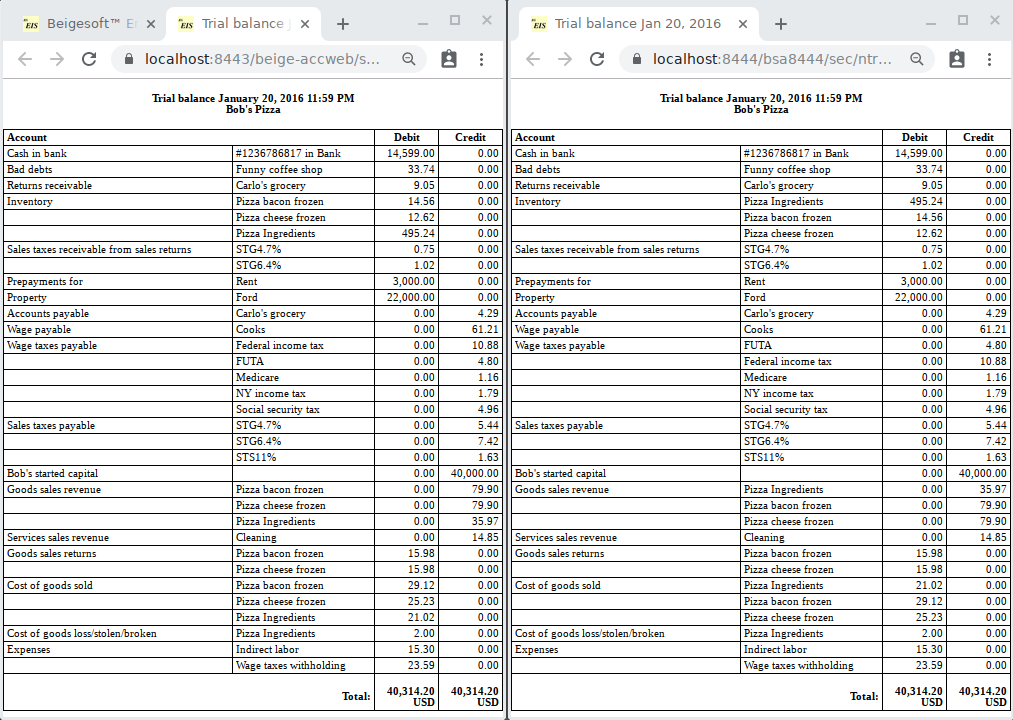 EIS Beigesoft™ E
EIS Trial balance J
localhost:8443/beige-accweb/s...
Trial balance January 20, 2016 11:59 PM
Bob's Pizza
Account Debit Credit
Cash in bank #1236786817 in Bank 14,599.00 0.00
Bad debts Funny coffee shop 33.74 0.00
Returns receivable Carlo's grocery 9.05 0.00
Inventory Pizza bacon frozen 14.56 0.00
Pizza cheese frozen 12.62 0.00
Pizza Ingredients 495.24 0.00
Sales taxes receivable from sales returns STG4.7% 0.75 0.00
STG6.4% 1.02 0.00
Prepayments for Rent 3,000.00 0.00
Property Ford 22,000.00 0.00
Accounts payable Carlo's grocery 0.00 4.29
Wage payable Cooks 0.00 61.21
Wage taxes payable Federal income tax 0.00 10.88
FUTA 0.00 4.80
Medicare 0.00 1.16
NY income tax 0.00 1.79
Social security tax 0.00 4.96
Sales taxes payable STG4.7% 0.00 5.44
STG6.4% 0.00 7.42
STS11% 0.00 1.63
Bob's started capital 0.00 40,000.00
Goods sales revenue Pizza bacon frozen 0.00 79.90
Pizza cheese frozen 0.00 79.90
Pizza Ingredients 0.00 35.97
Services sales revenue Cleaning 0.00 14.85
Goods sales returns Pizza bacon frozen 15.98 0.00
Pizza cheese frozen 15.98 0.00
Cost of goods sold Pizza bacon frozen 29.12 0.00
Pizza cheese frozen 25.23 0.00
Pizza Ingredients 21.02 0.00
Cost of goods loss/stolen/broken Pizza Ingredients 2.00 0.00
Expenses Indirect labor 15.30 0.00
Wage taxes withholding 23.59 0.00
Total: 40,314.20 40,314.20
USD USD
EIS Trial balance Jan 20, 2016
localhost:8444/bsa8444/sec/ntr...
Trial balance January 20, 2016 11:59 PM
Bob's Pizza
Account Debit Credit
Cash in bank #1236786817 in Bank 14,599.00 0.00
Bad debts Funny coffee shop 33.74 0.00
Returns receivable Carlo's grocery 9.05 0.00
Inventory Pizza Ingredients 495.24 0.00
Pizza bacon frozen 14.56 0.00
Pizza cheese frozen 12.62 0.00
Sales taxes receivable from sales returns STG4.7% 0.75 0.00
STG6.4% 1.02 0.00
Prepayments for Rent 3,000.00 0.00
Property Ford 22,000.00 0.00
Accounts payable Carlo's grocery 0.00 4.29
Wage payable Cooks 0.00 61.21
Wage taxes payable FUTA 0.00 4.80
Federal income tax 0.00 10.88
Medicare 0.00 1.16
NY income tax 0.00 1.79
Social security tax 0.00 4.96
Sales taxes payable STG4.7% 0.00 5.44
STG6.4% 0.00 7.42
STS11% 0.00 1.63
Bob's started capital 0.00 40,000.00
Goods sales revenue Pizza Ingredients 0.00 35.97
Pizza bacon frozen 0.00 79.90
Pizza cheese frozen 0.00 79.90
Services sales revenue Cleaning 0.00 14.85
Goods sales returns Pizza bacon frozen 15.98 0.00
Pizza cheese frozen 15.98 0.00
Cost of goods sold Pizza Ingredients 21.02 0.00
Pizza bacon frozen 29.12 0.00
Pizza cheese frozen 25.23 0.00
Cost of goods loss/stolen/broken Pizza Ingredients 2.00 0.00
Expenses Indirect labor 15.30 0.00
Wage taxes withholding 23.59 0.00
Total: 40,314.20 40,314.20
USD USD